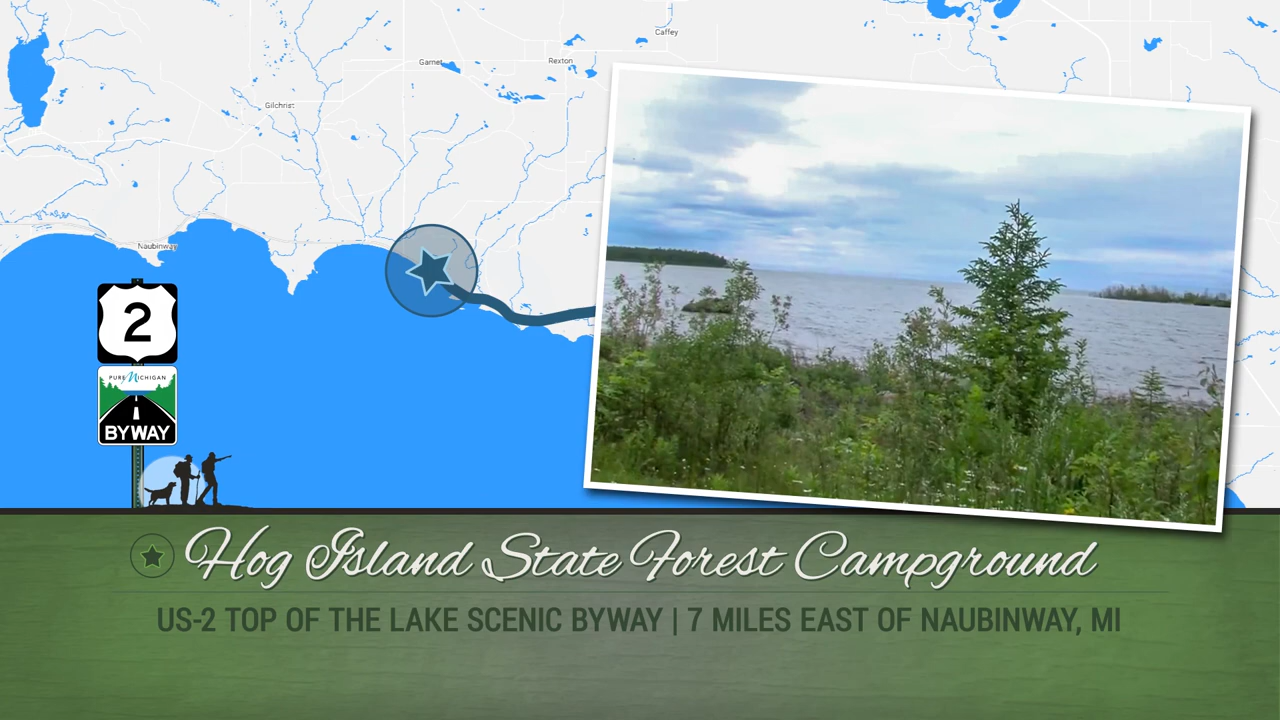 Caffey
Garnet
Rexton
Gilchrist
Naubinway
2
PURE MICHIGAN
BYWAY
Hog Island State Forest Campground
US-2 TOP OF THE LAKE SCENIC BYWAY | 7 MILES EAST OF NAUBINWAY, MI